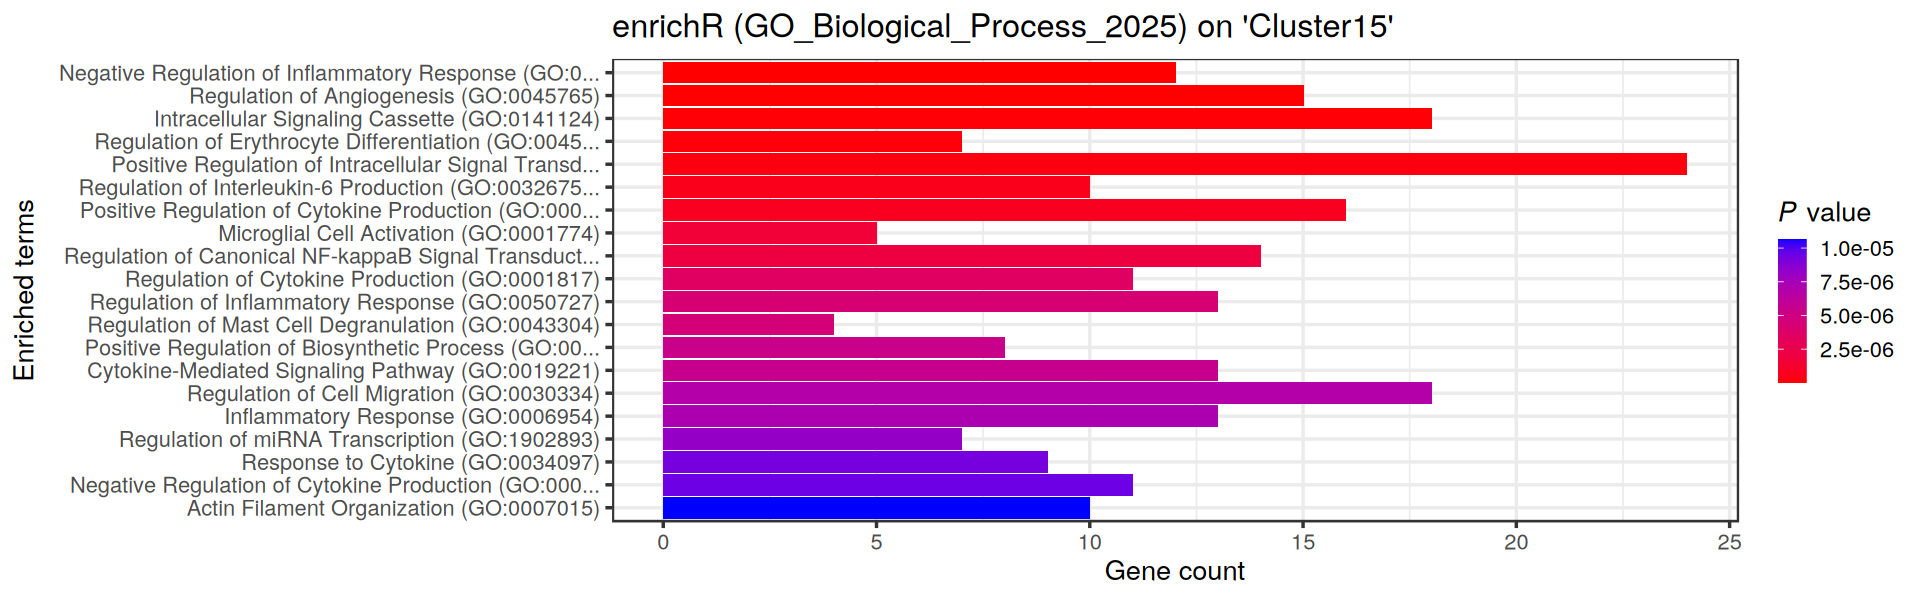 enrichR (GO_Biological_Process_2025) on 'Cluster15'
Negative Regulation of Inflammatory Response (GO:0...
Regulation of Angiogenesis (GO:0045765)
Intracellular Signaling Cassette (GO:0141124)
Regulation of Erythrocyte Differentiation (GO:0045...
Positive Regulation of Intracellular Signal Transd...
Regulation of Interleukin-6 Production (GO:0032675...
Positive Regulation of Cytokine Production (GO:000...
Microglial Cell Activation (GO:0001774)
Regulation of Canonical NF-kappaB Signal Transduct...
Regulation of Cytokine Production (GO:0001817)
Regulation of Inflammatory Response (GO:0050727)
Regulation of Mast Cell Degranulation (GO:0043304)
Positive Regulation of Biosynthetic Process (GO:00...
Cytokine-Mediated Signaling Pathway (GO:0019221)
Regulation of Cell Migration (GO:0030334)
Inflammatory Response (GO:0006954)
Regulation of miRNA Transcription (GO:1902893)
Response to Cytokine (GO:0034097)
Negative Regulation of Cytokine Production (GO:000...
Actin Filament Organization (GO:0007015)
Enriched terms
0 5 10 15 20 25
Gene count
P value
1.0e-05
7.5e-06
5.0e-06
2.5e-06